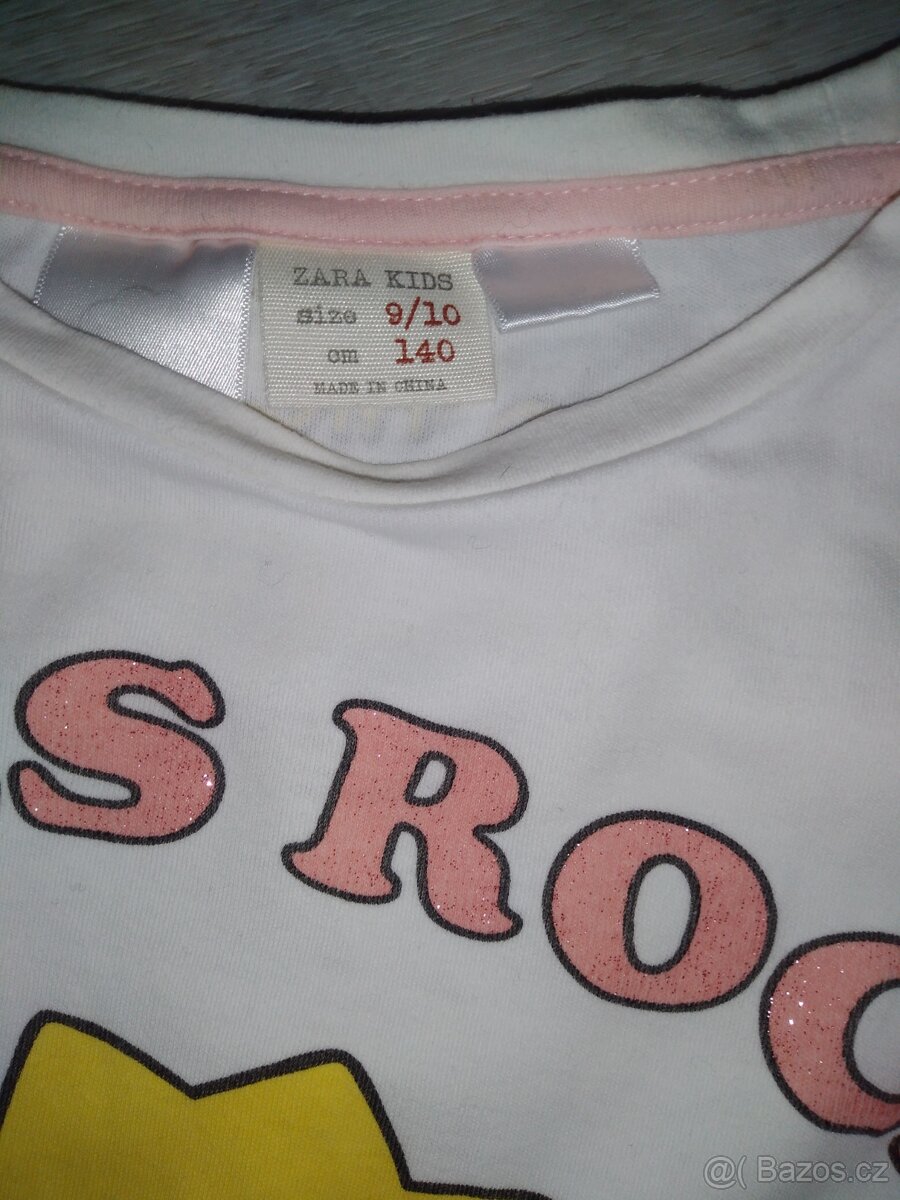 ZARA KIDS
size 9/10
cm 140
MADE IN CHINA
S ROC
@( Bazos.cz